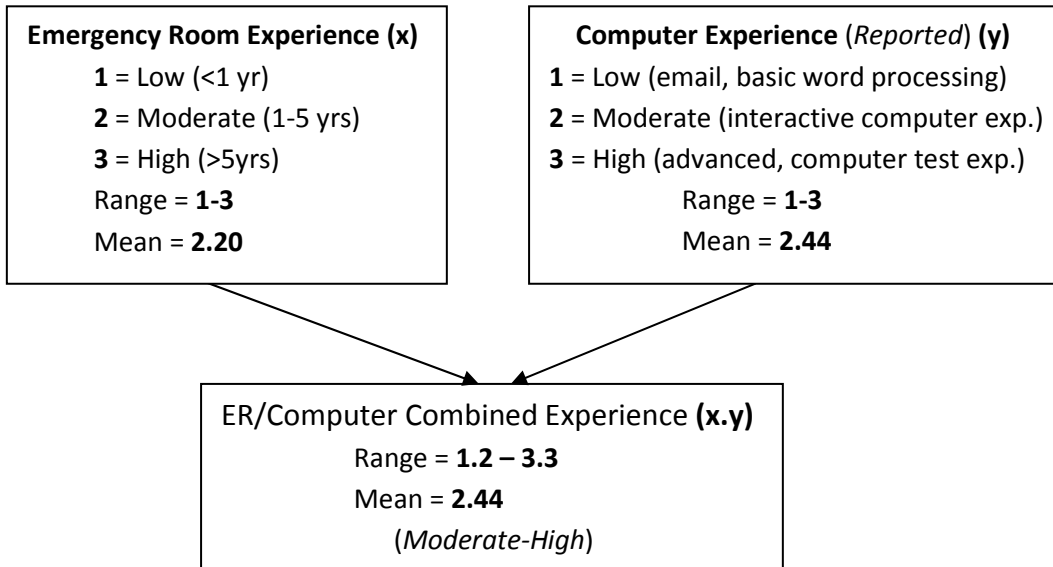 Emergency Room Experience (x)
1 = Low (<1 yr)
2 = Moderate (1-5 yrs)
3 = High (>5yrs)
Range = 1-3
Mean = 2.20
Computer Experience (Reported) (y)
1 = Low (email, basic word processing)
2 = Moderate (interactive computer exp.)
3 = High (advanced, computer test exp.)
Range = 1-3
Mean = 2.44
ER/Computer Combined Experience (x.y)
Range = 1.2 – 3.3
Mean = 2.44
(Moderate-High)